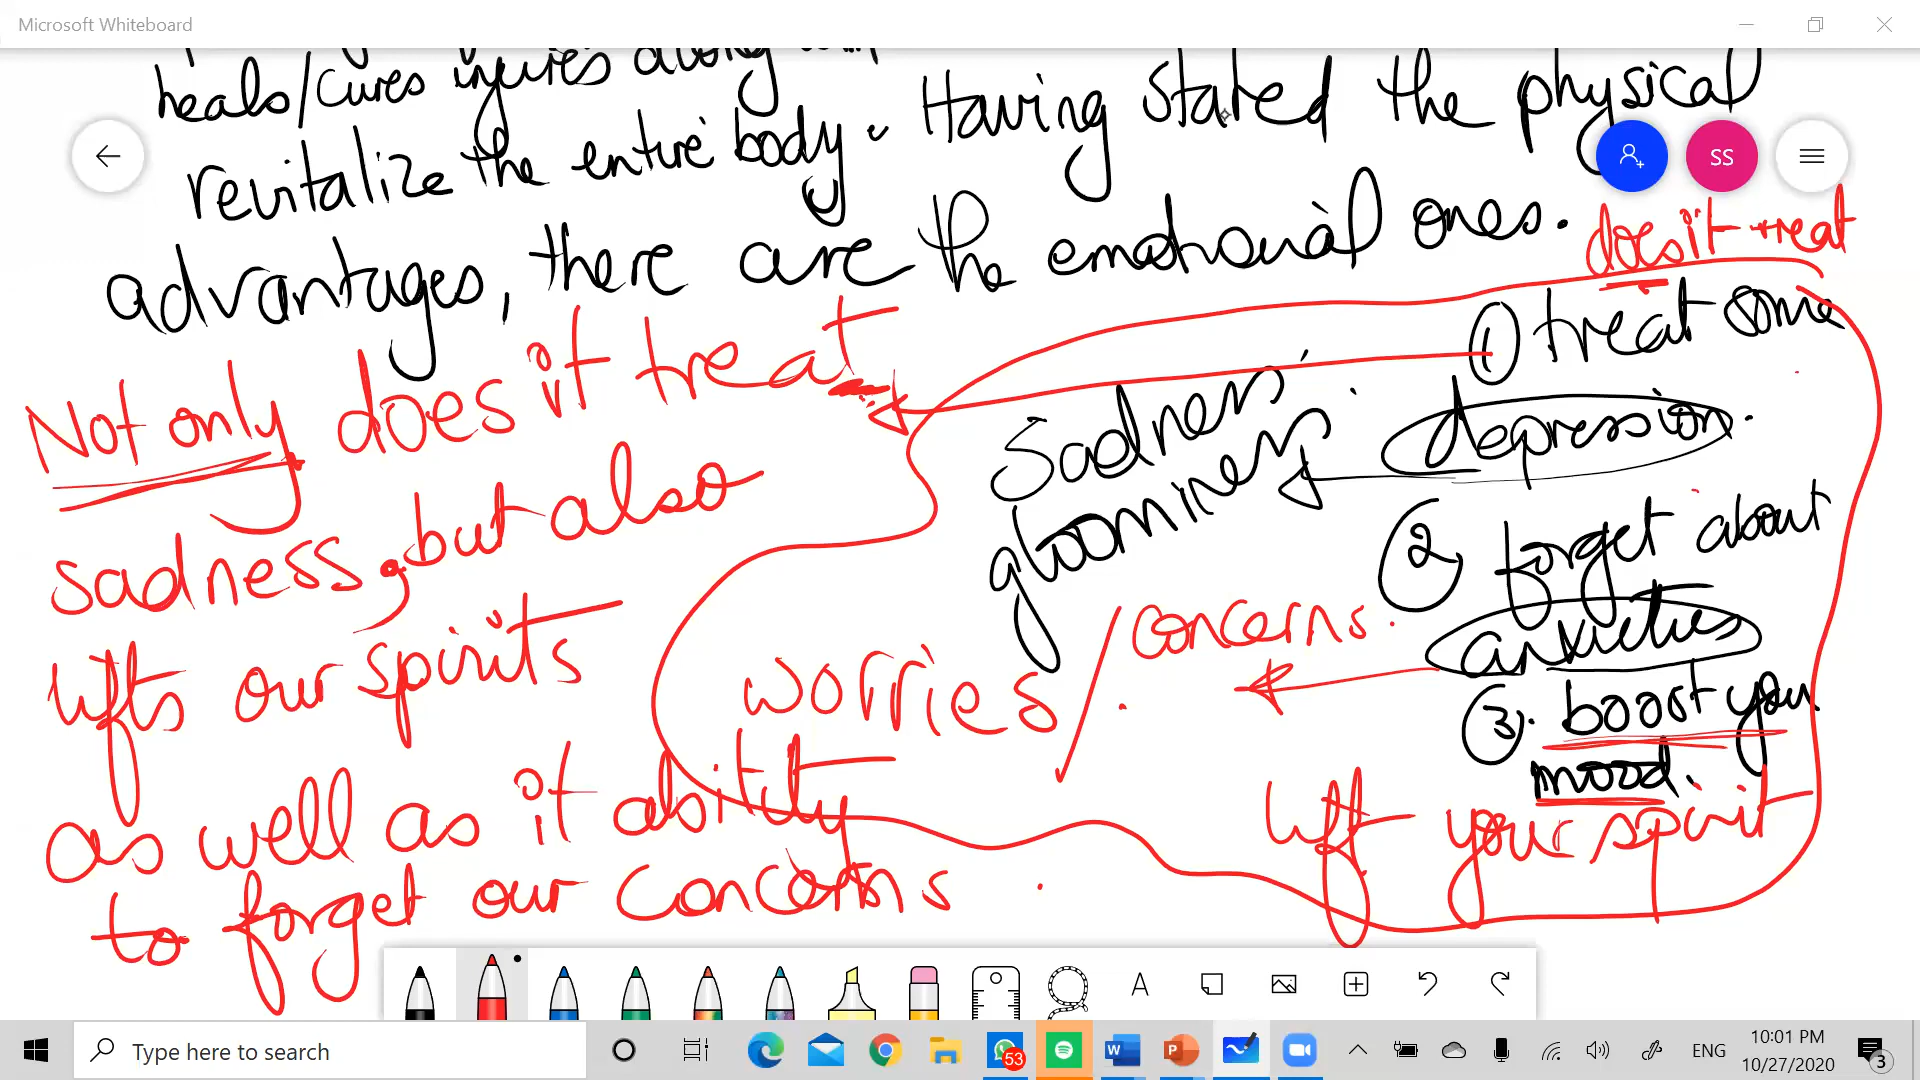 Microsoft Whiteboard
heals/cures injuries along with
revitalize the entire body. Having stated the physical
SS
advantages, there are the emotional ones.
does it treat
Not only does it treat
sadness, but also
lifts our spirits
as well as it ability
to forget our concerns.
① treat some
depression.
Sadness
gloominess
② forget about
anxieties
concerns.
worries
③. boost you
mood.
lift your spirit
A
Type here to search
53
ENG
10:01 PM
10/27/2020
3